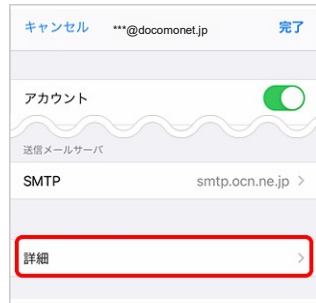 キャンセル ***@docomonet.jp 完了
アカウント
送信メールサーバ
SMTP smtp.ocn.ne.jp >
詳細 >